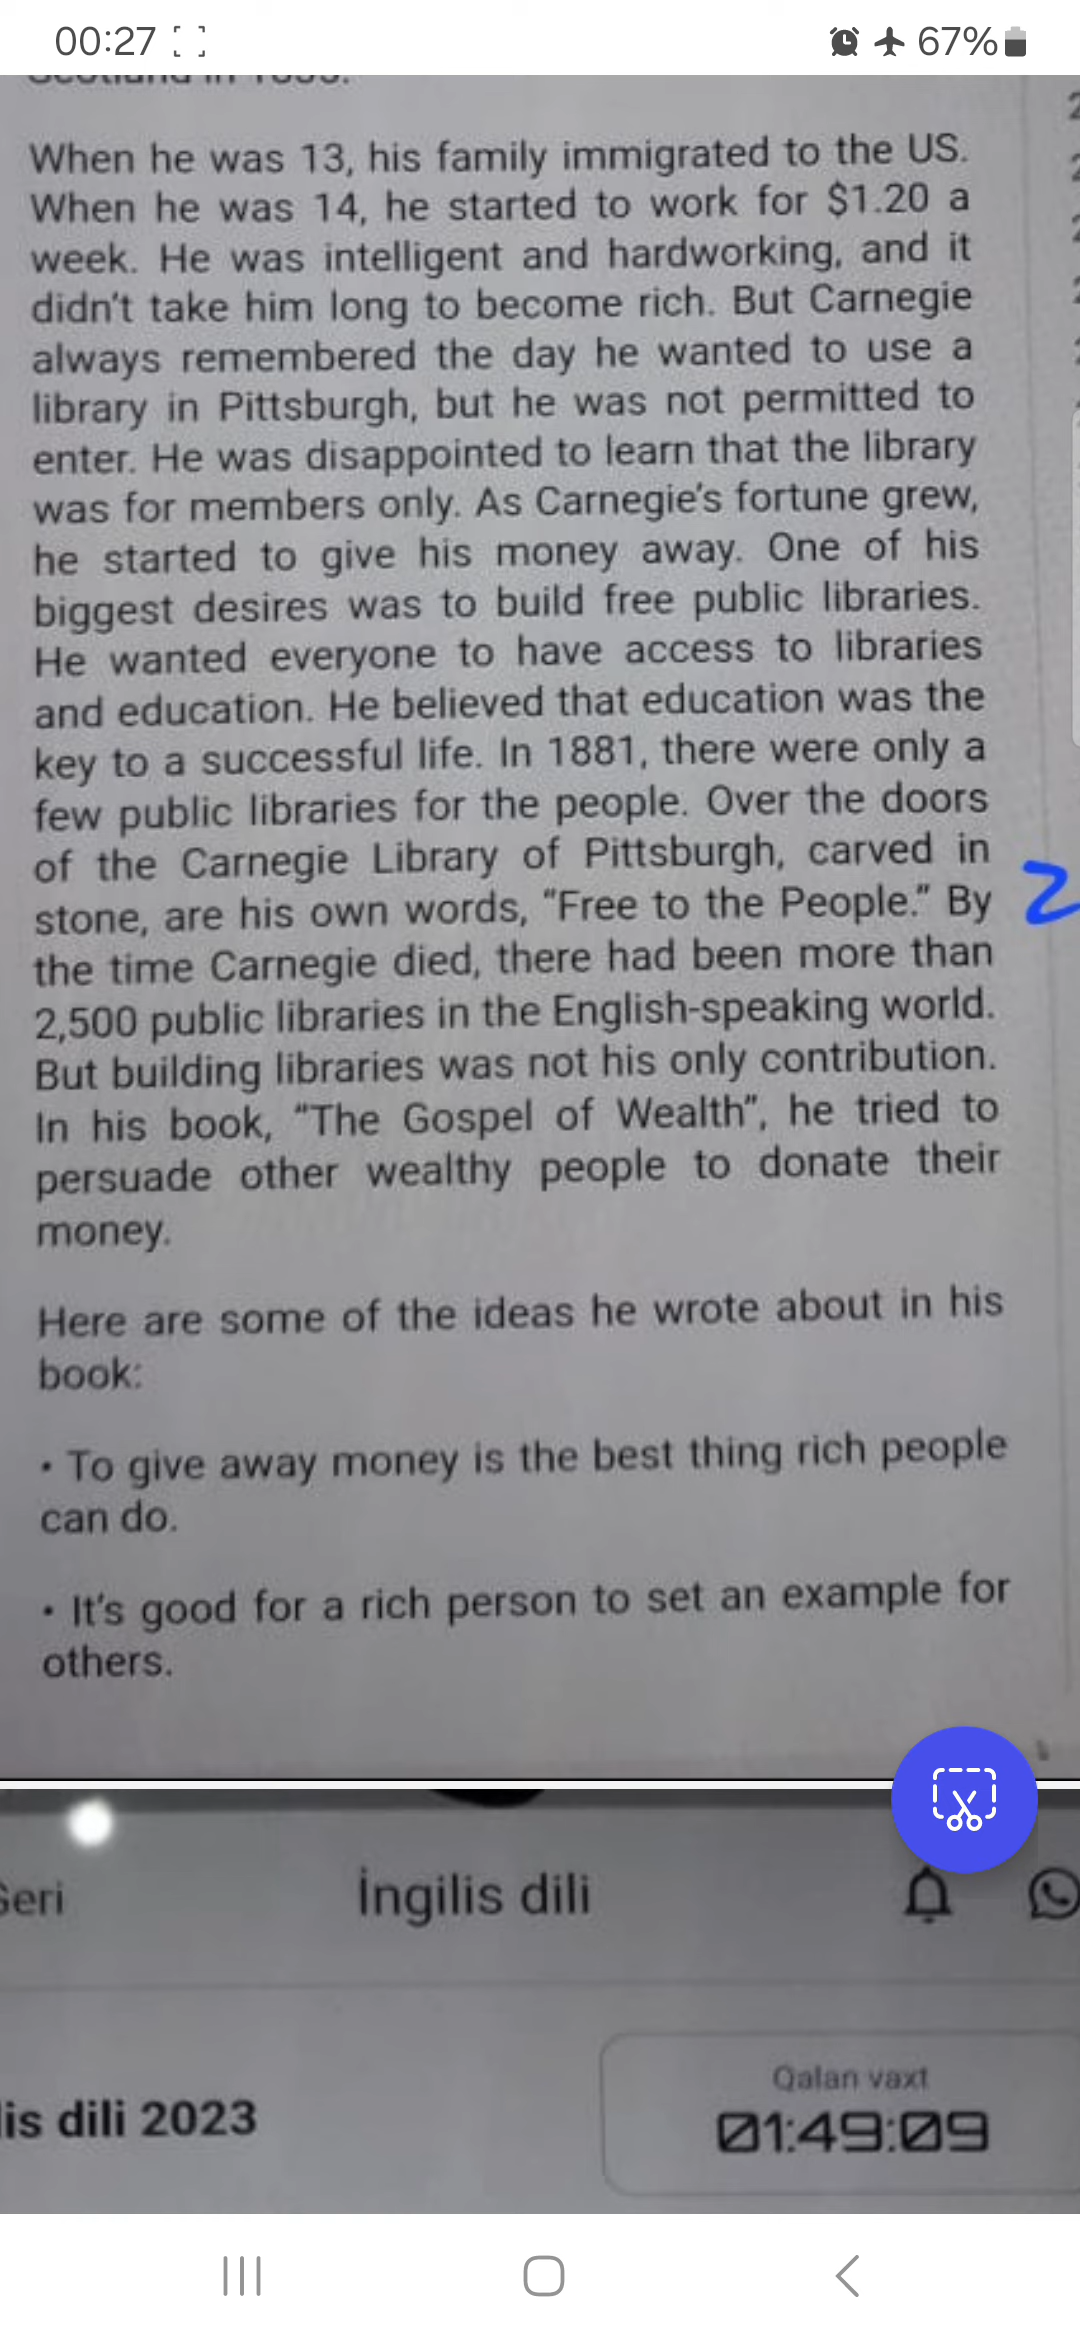 00:27
67%
When he was 13, his family immigrated to the US.
When he was 14, he started to work for $1.20 a
week. He was intelligent and hardworking, and it
didn't take him long to become rich. But Carnegie
always remembered the day he wanted to use a
library in Pittsburgh, but he was not permitted to
enter. He was disappointed to learn that the library
was for members only. As Carnegie's fortune grew,
he started to give his money away. One of his
biggest desires was to build free public libraries.
He wanted everyone to have access to libraries
and education. He believed that education was the
key to a successful life. In 1881, there were only a
few public libraries for the people. Over the doors
of the Carnegie Library of Pittsburgh, carved in
stone, are his own words, “Free to the People.” By
2
the time Carnegie died, there had been more than
2,500 public libraries in the English-speaking world.
But building libraries was not his only contribution.
In his book, “The Gospel of Wealth”, he tried to
persuade other wealthy people to donate their
money.
Here are some of the ideas he wrote about in his
book:
• To give away money is the best thing rich people
can do.
• It's good for a rich person to set an example for
others.
İngilis dili
Qalan vaxt
lis dili 2023
01:49:09